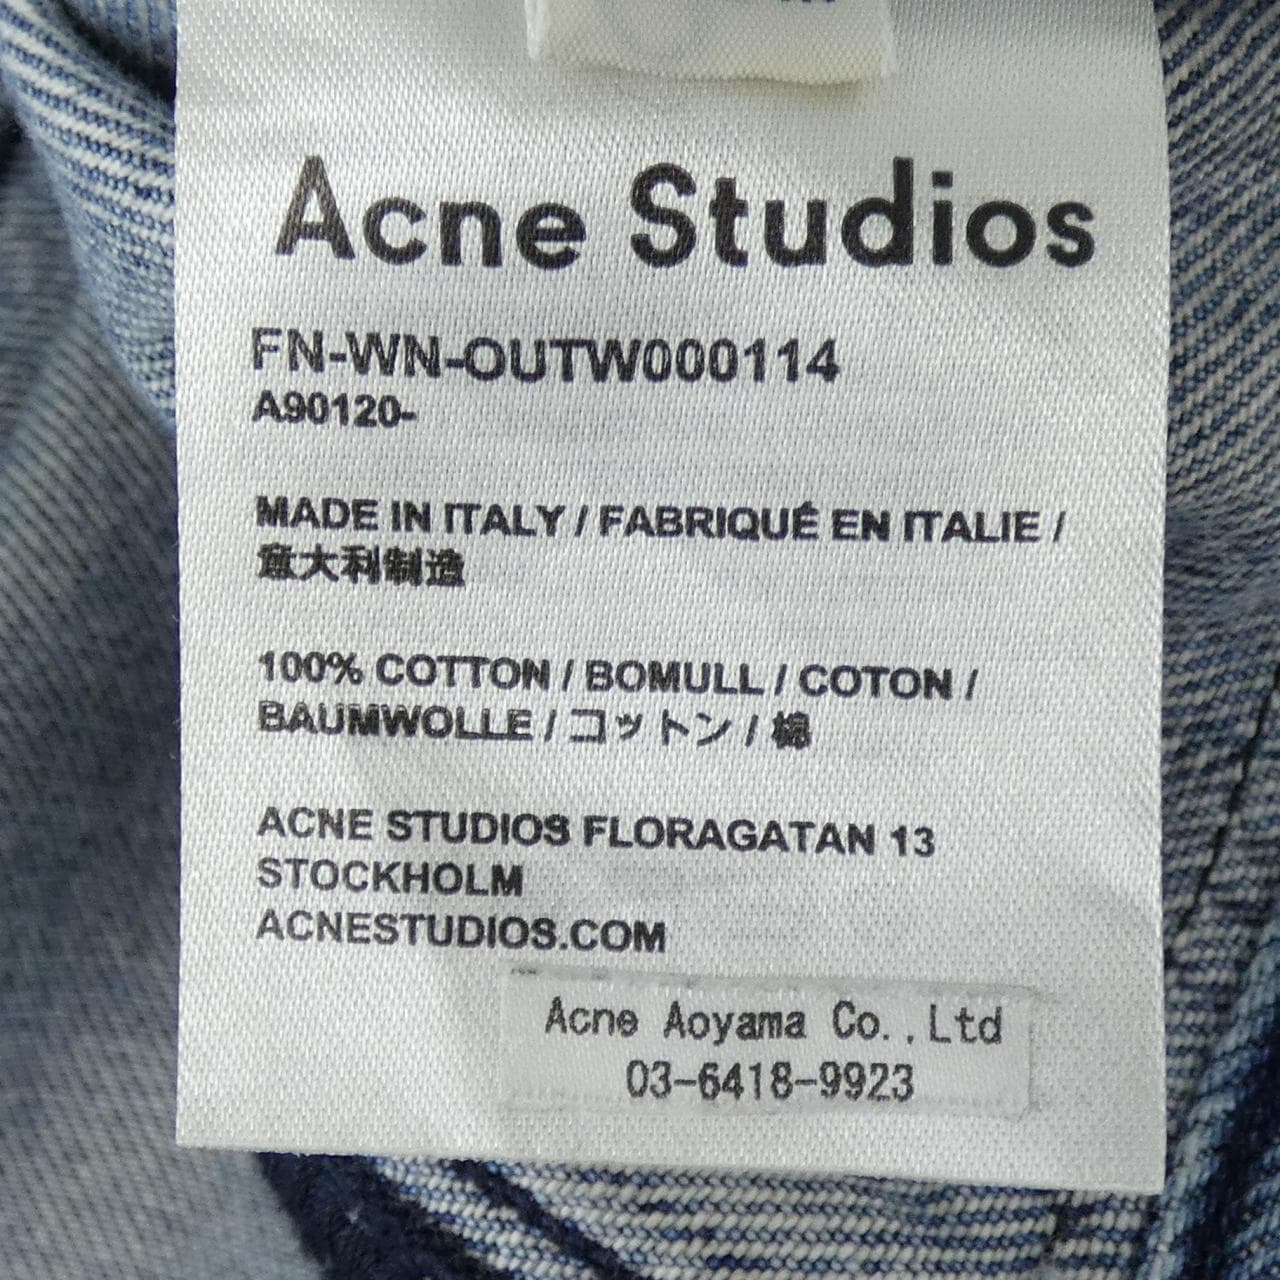 Acne Studios
FN-WN-OUTW000114
A90120-
MADE IN ITALY / FABRIQUÉ EN ITALIE /
意大利制造
100% COTTON / BOMULL / COTON /
BAUMWOLLE / コットン / 棉
ACNE STUDIOS FLORAGATAN 13
STOCKHOLM
ACNESTUDIOS.COM
Acne Aoyama Co.,Ltd
03-6418-9923